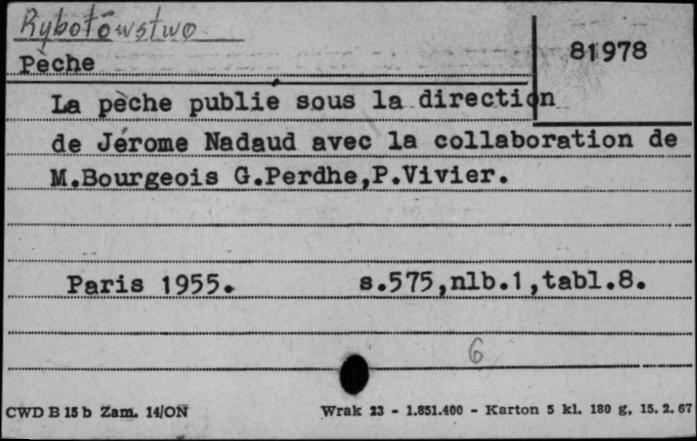 Rybołówstwo
Pèche
81978
La pèche publié sous la direction
de Jérome Nadaud avec la collaboration de
M.Bourgeois G.Perdhe,P.Vivier.
Paris 1955. s.575,nlb.1,tabl.8.
6
CWD B 15 b Zam. 14/ON Wrak 23 - 1.851.400 - Karton 5 kl. 180 g, 15. 2. 67